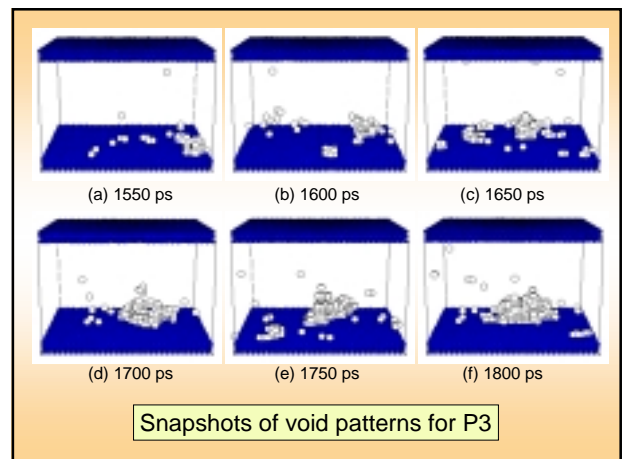 (a) 1550 ps
(b) 1600 ps
(c) 1650 ps
(d) 1700 ps
(e) 1750 ps
(f) 1800 ps
Snapshots of void patterns for P3